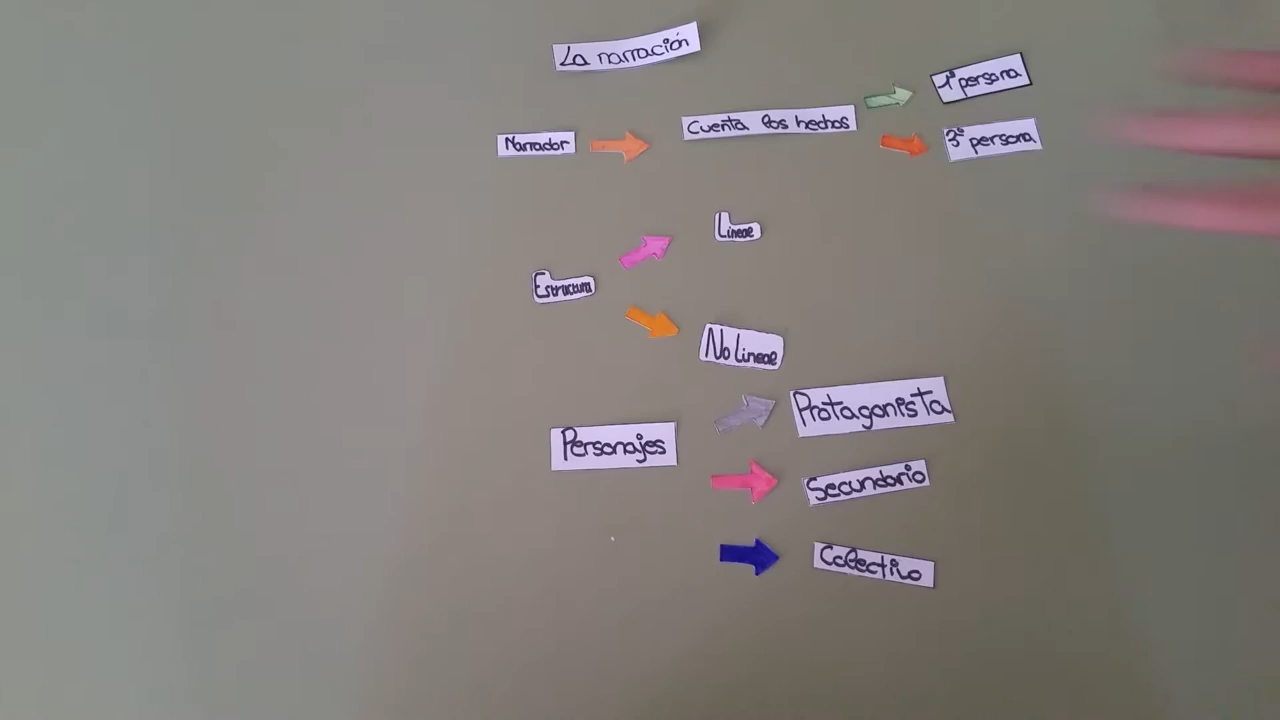 La narración
Narrador
Cuenta los hechos
1ª persona
3ª persona
Estructura
Lineal
No Lineal
Personajes
Protagonista
Secundario
Colectivo